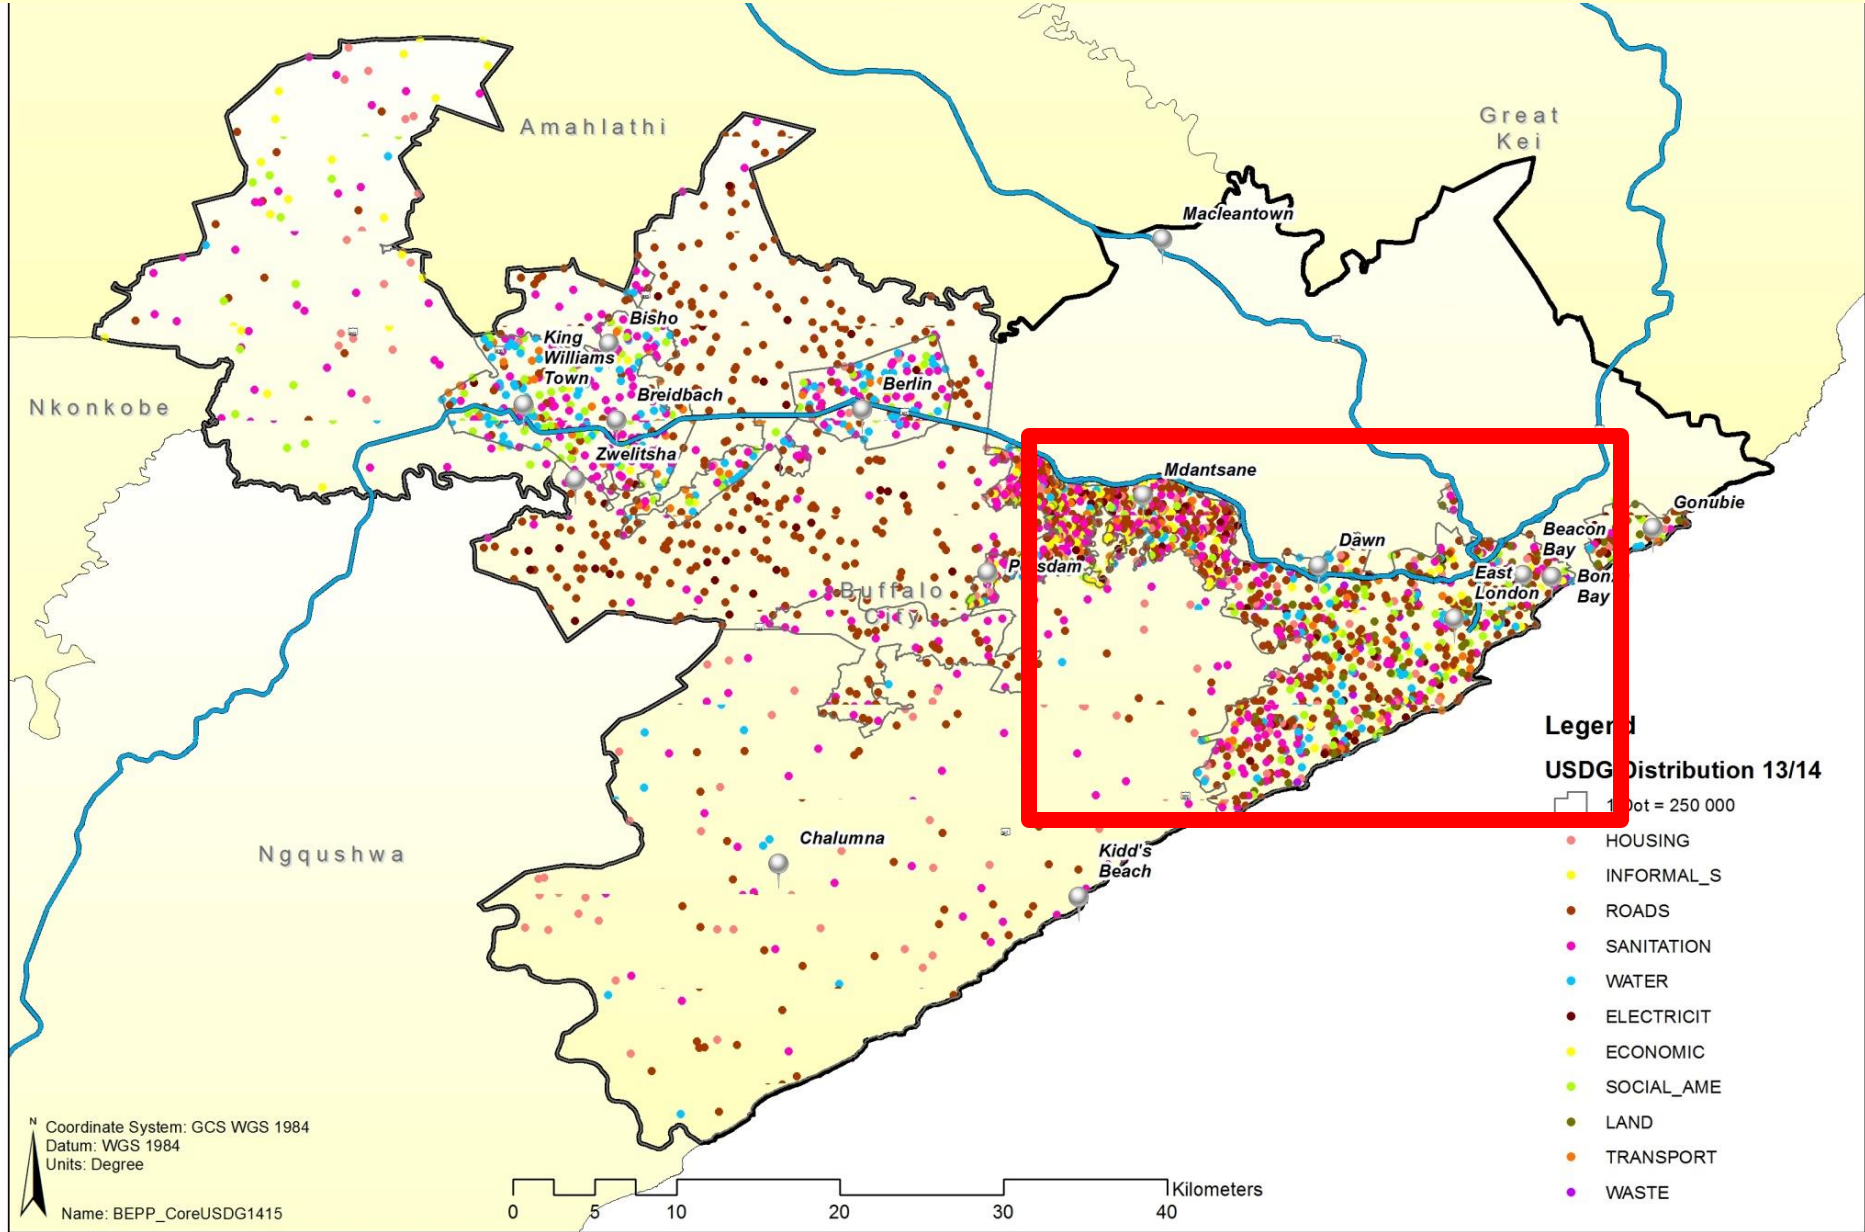 Amahlathi
Great
Kei
Macleantown
Bisho
King
Williams
Town
Berlin
Breidbach
Nkonkobe
Zwelitsha
Mdantsane
Gonubie
Beacon
Bay
Dawn
East
London
Bay
Buffalo
City
Legend
USDG Distribution 13/14
1 Dot = 250 000
HOUSING
INFORMAL_S
ROADS
SANITATION
WATER
ELECTRICIT
ECONOMIC
SOCIAL_AME
LAND
TRANSPORT
WASTE
Chalumna
Kidd's
Beach
Ngqushwa
N
Coordinate System: GCS WGS 1984
Datum: WGS 1984
Units: Degree
Name: BEPP_CoreUSDG1415
Kilometers
0 5 10 20 30 40